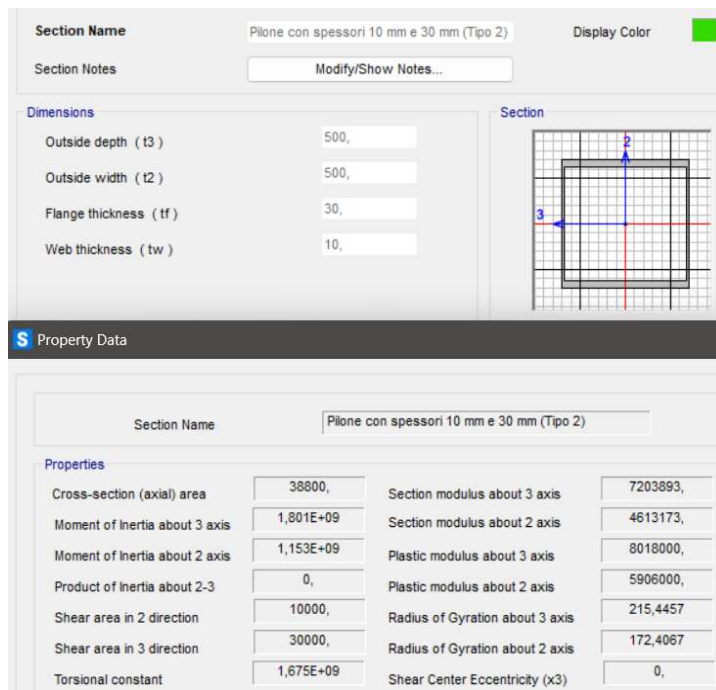 Section Name Pilone con spessori 10 mm e 30 mm (Tipo 2) Display Color
Section Notes Modify/Show Notes...
Dimensions Section
Outside depth ( t3 ) 500,
Outside width ( t2 ) 500,
Flange thickness ( tf ) 30,
Web thickness ( tw ) 10,
2
3
S Property Data
Section Name Pilone con spessori 10 mm e 30 mm (Tipo 2)
Properties
Cross-section (axial) area 38800, Section modulus about 3 axis 7203893,
Moment of Inertia about 3 axis 1,801E+09 Section modulus about 2 axis 4613173,
Moment of Inertia about 2 axis 1,153E+09 Plastic modulus about 3 axis 8018000,
Product of Inertia about 2-3 0, Plastic modulus about 2 axis 5906000,
Shear area in 2 direction 10000, Radius of Gyration about 3 axis 215,4457
Shear area in 3 direction 30000, Radius of Gyration about 2 axis 172,4067
Torsional constant 1,675E+09 Shear Center Eccentricity (x3) 0,